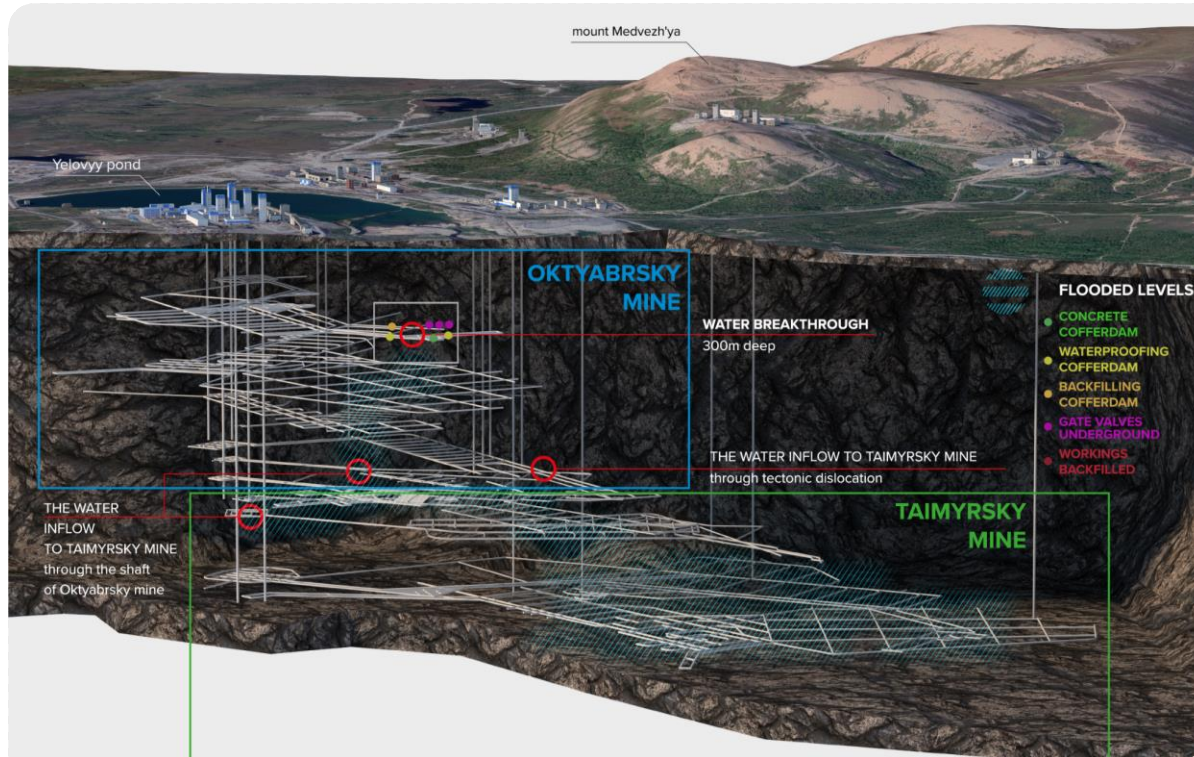 mount Medvezh'ya
Yelovyy pond
OKTYABRSKY
MINE
WATER BREAKTHROUGH
300m deep
FLOODED LEVELS
CONCRETE
COFFERDAM
WATERPROOFING
COFFERDAM
BACKFILLING
COFFERDAM
GATE VALVES
UNDERGROUND
WORKINGS
BACKFILLED
THE WATER INFLOW TO TAIMYRSKY MINE
through tectonic dislocation
THE WATER
INFLOW
TO TAIMYRSKY MINE
through the shaft
of Oktyabrsky mine
TAIMYRSKY
MINE